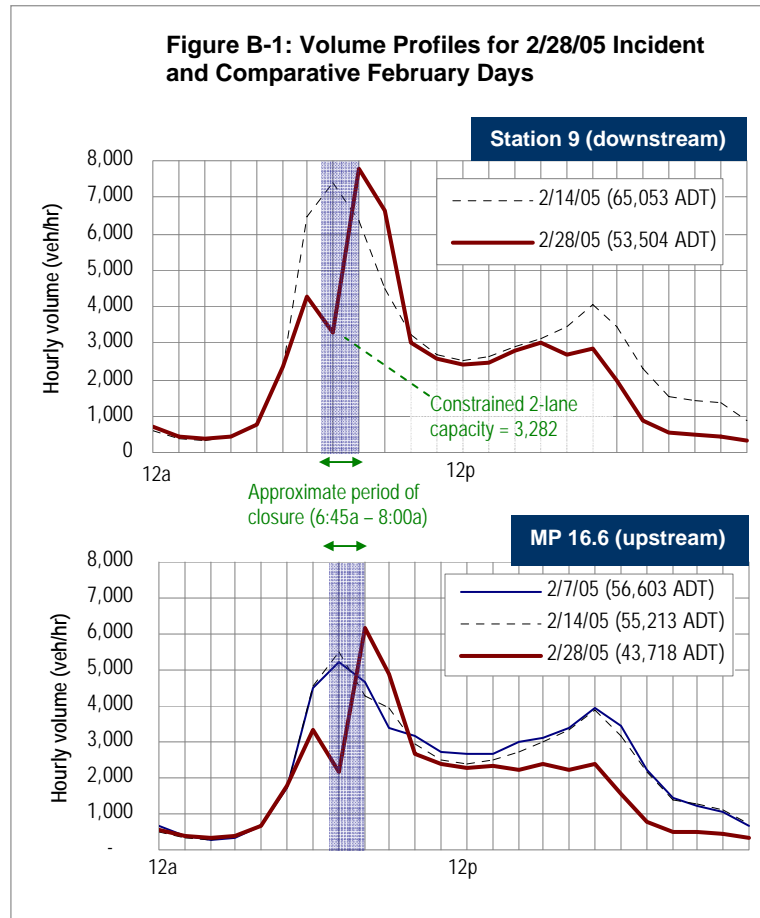 Figure B-1: Volume Profiles for 2/28/05 Incident
and Comparative February Days
Station 9 (downstream)
8,000
7,000
6,000
5,000
4,000
3,000
2,000
1,000
0
Hourly volume (veh/hr)
2/14/05 (65,053 ADT)
2/28/05 (53,504 ADT)
Constrained 2-lane
capacity = 3,282
12a
12p
Approximate period of
closure (6:45a – 8:00a)
MP 16.6 (upstream)
8,000
7,000
6,000
5,000
4,000
3,000
2,000
1,000
-
Hourly volume (veh/hr)
2/7/05 (56,603 ADT)
2/14/05 (55,213 ADT)
2/28/05 (43,718 ADT)
12a
12p